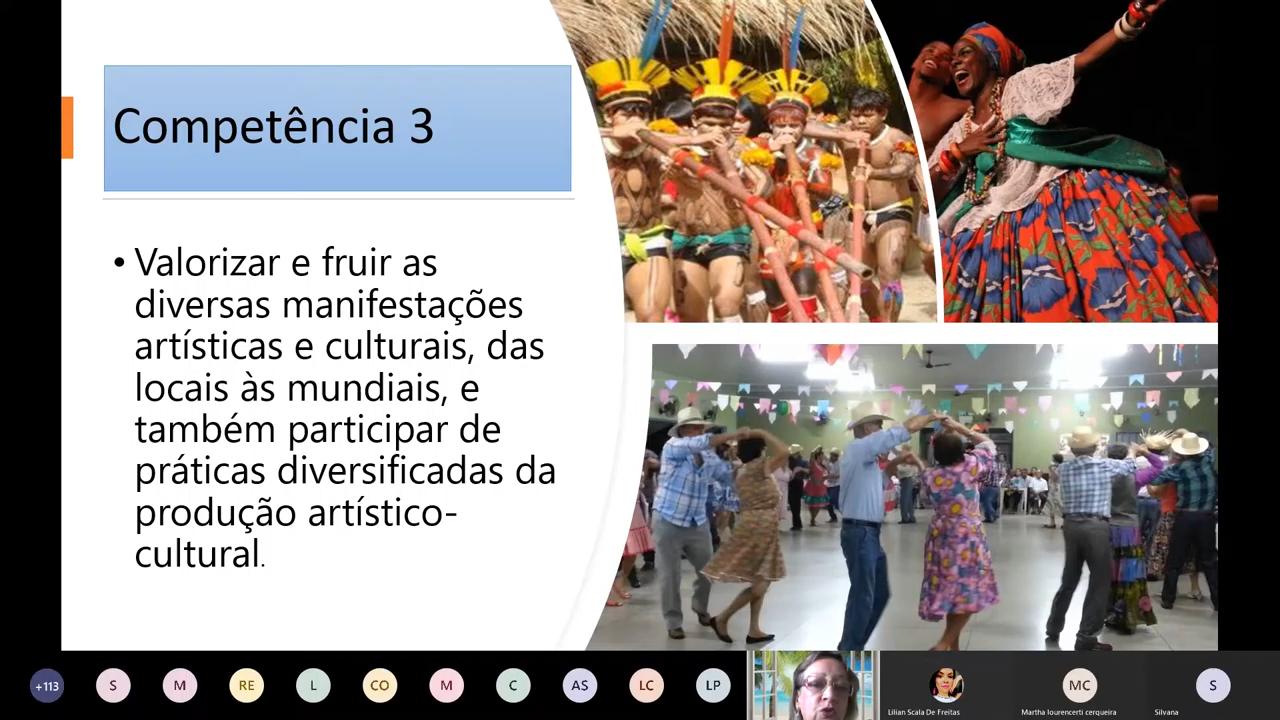 Competência 3
• Valorizar e fruir as
diversas manifestações
artísticas e culturais, das
locais às mundiais, e
também participar de
práticas diversificadas da
produção artístico-
cultural.
+113
S
M
RE
L
CO
M
C
AS
LC
LP
Lilian Scala De Freitas
MC
Martha lourencerti cerqueira
S
Silvana